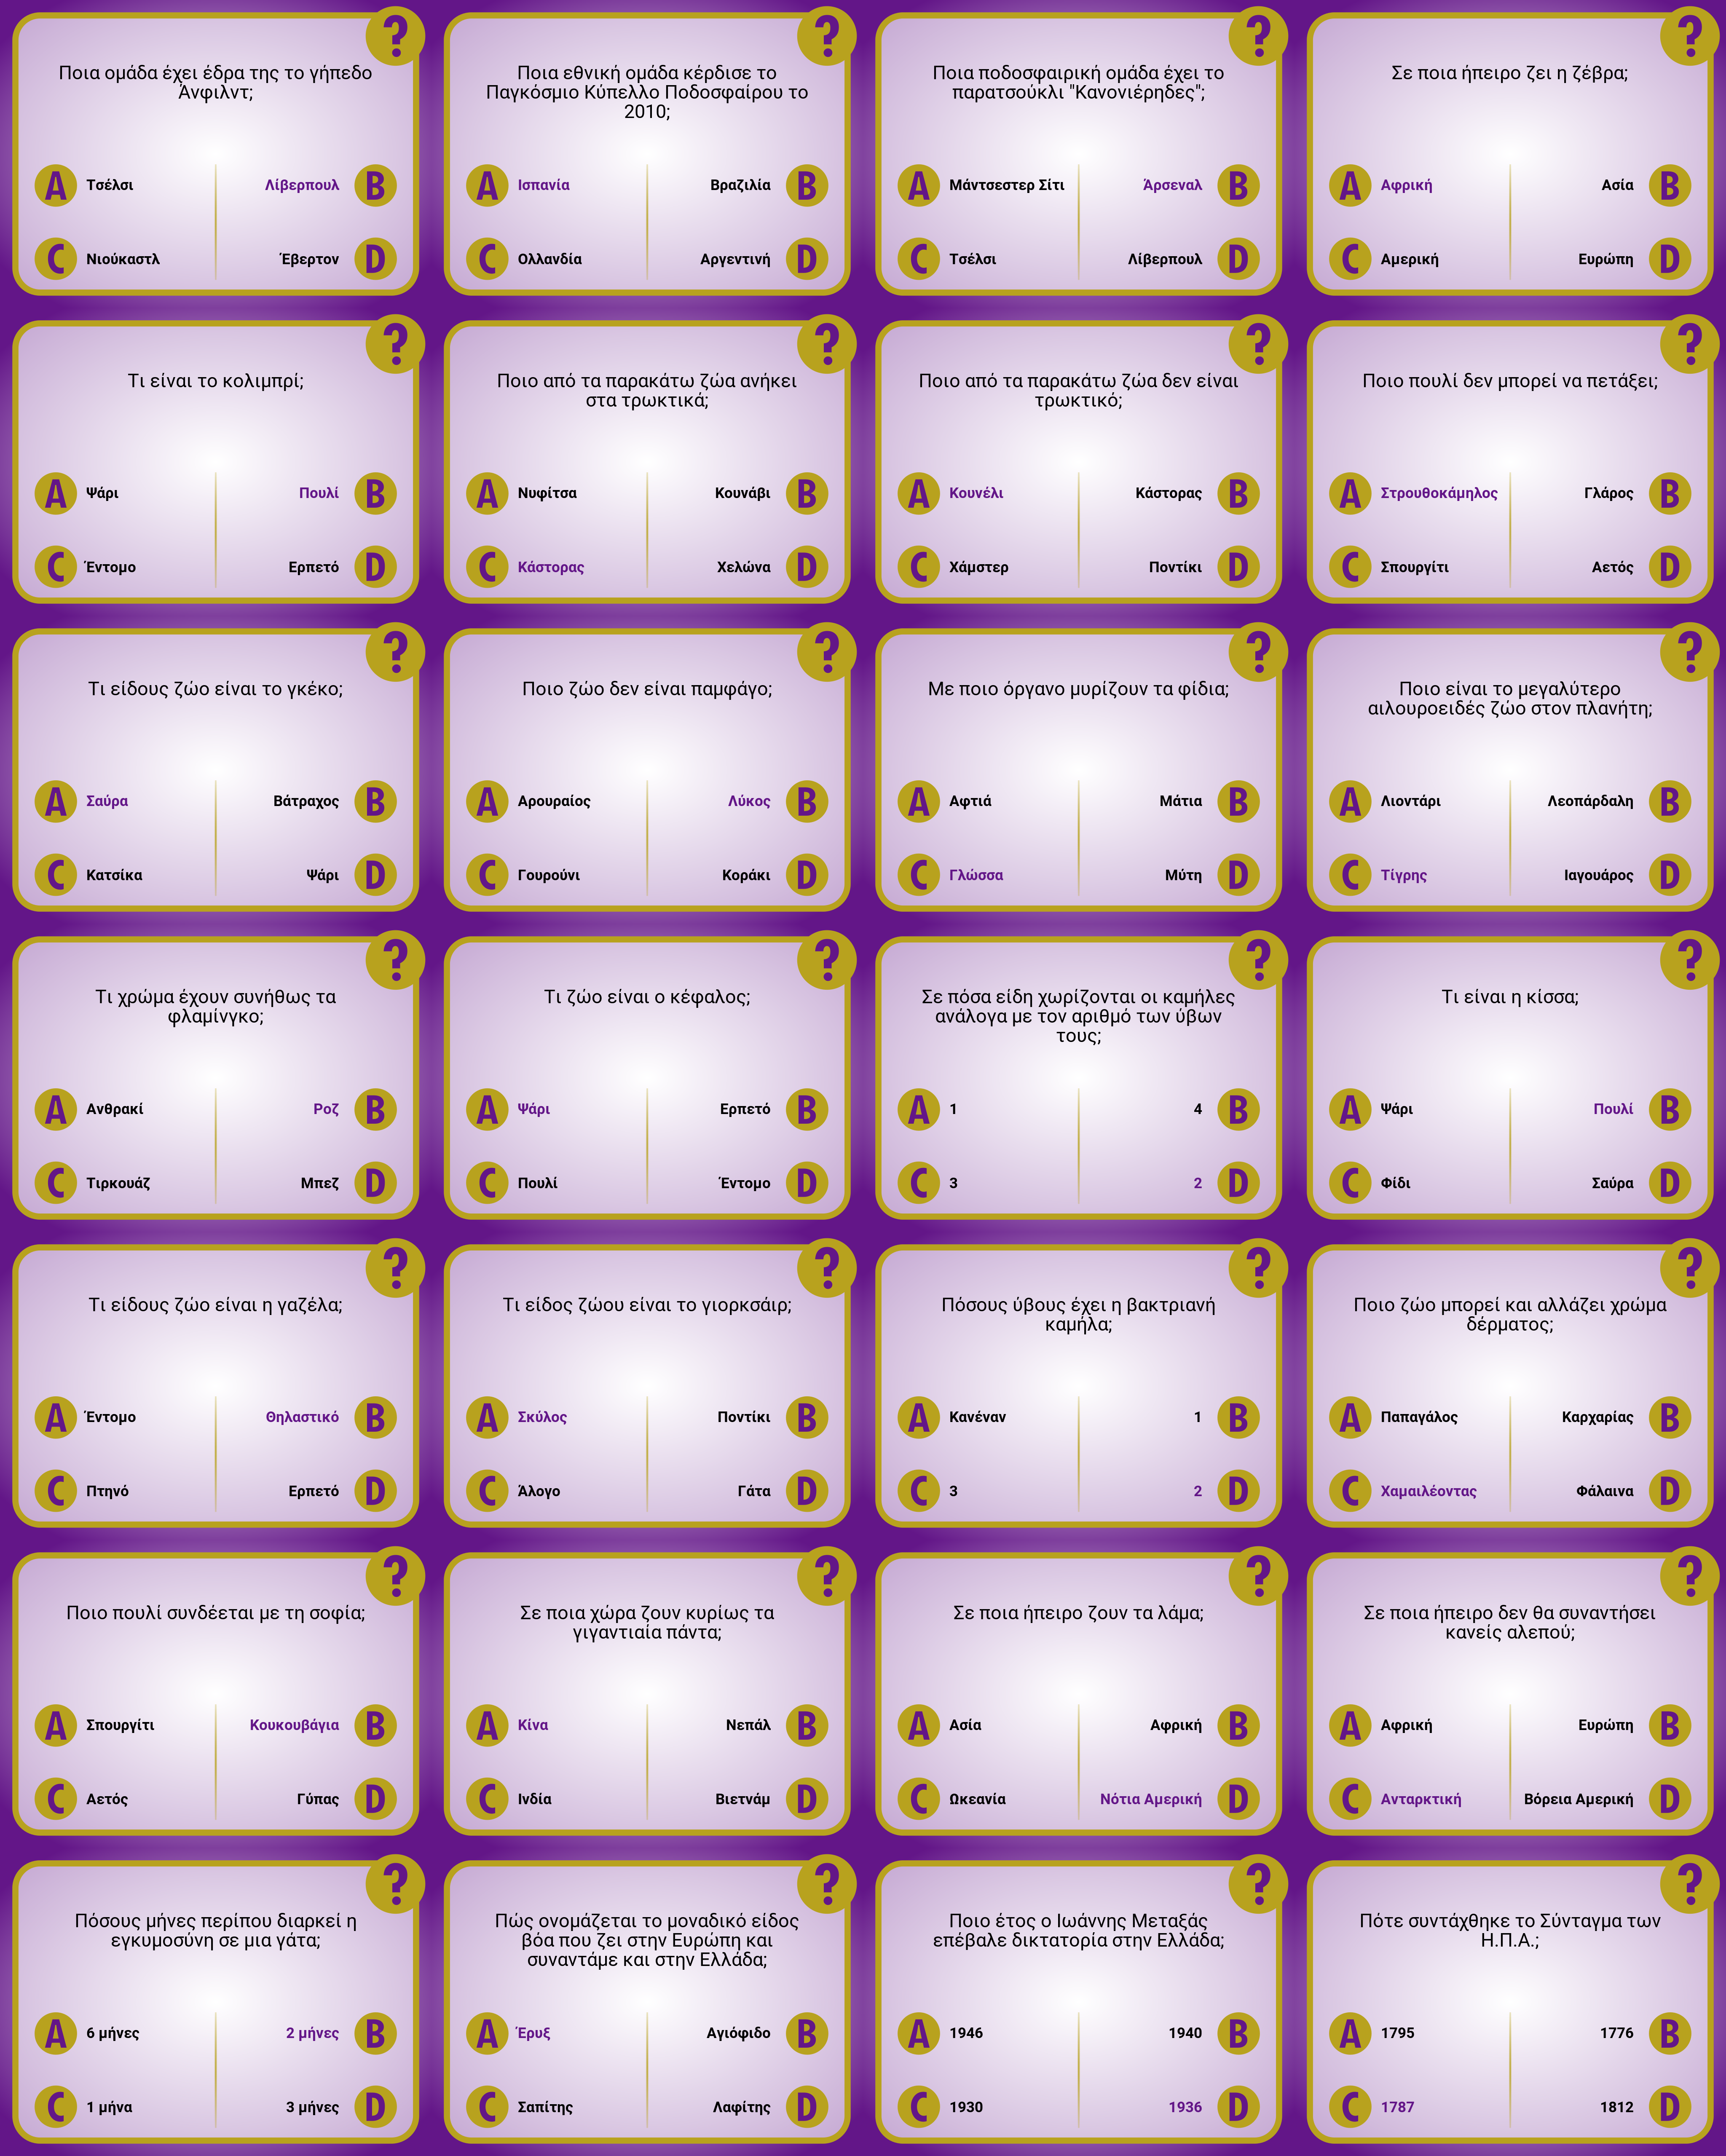 ?
Ποια ομάδα έχει έδρα της το γήπεδο
Άνφιλντ;
A Τσέλσι
Λίβερπουλ B
C Νιούκαστλ
Έβερτον D
?
Ποια εθνική ομάδα κέρδισε το
Παγκόσμιο Κύπελλο Ποδοσφαίρου το
2010;
A Ισπανία
Βραζιλία B
C Ολλανδία
Αργεντινή D
?
Ποια ποδοσφαιρική ομάδα έχει το
παρατσούκλι "Κανονιέρηδες";
A Μάντσεστερ Σίτι
Άρσεναλ B
C Τσέλσι
Λίβερπουλ D
?
Σε ποια ήπειρο ζει η ζέβρα;
A Αφρική
Ασία B
C Αμερική
Ευρώπη D
?
Τι είναι το κολιμπρί;
A Ψάρι
Πουλί B
C Έντομο
Ερπετό D
?
Ποιο από τα παρακάτω ζώα ανήκει
στα τρωκτικά;
A Νυφίτσα
Κουνάβι B
C Κάστορας
Χελώνα D
?
Ποιο από τα παρακάτω ζώα δεν είναι
τρωκτικό;
A Κουνέλι
Κάστορας B
C Χάμστερ
Ποντίκι D
?
Ποιο πουλί δεν μπορεί να πετάξει;
A Στρουθοκάμηλος
Γλάρος B
C Σπουργίτι
Αετός D
?
Τι είδους ζώο είναι το γκέκο;
A Σαύρα
Βάτραχος B
C Κατσίκα
Ψάρι D
?
Ποιο ζώο δεν είναι παμφάγο;
A Αρουραίος
Λύκος B
C Γουρούνι
Κοράκι D
?
Με ποιο όργανο μυρίζουν τα φίδια;
A Αφτιά
Μάτια B
C Γλώσσα
Μύτη D
?
Ποιο είναι το μεγαλύτερο
αιλουροειδές ζώο στον πλανήτη;
A Λιοντάρι
Λεοπάρδαλη B
C Τίγρης
Ιαγουάρος D
?
Τι χρώμα έχουν συνήθως τα
φλαμίνγκο;
A Ανθρακί
Ροζ B
C Τιρκουάζ
Μπεζ D
?
Τι ζώο είναι ο κέφαλος;
A Ψάρι
Ερπετό B
C Πουλί
Έντομο D
?
Σε πόσα είδη χωρίζονται οι καμήλες
ανάλογα με τον αριθμό των ύβων
τους;
A 1
4 B
C 3
2 D
?
Τι είναι η κίσσα;
A Ψάρι
Πουλί B
C Φίδι
Σαύρα D
?
Τι είδους ζώο είναι η γαζέλα;
A Έντομο
Θηλαστικό B
C Πτηνό
Ερπετό D
?
Τι είδος ζώου είναι το γιορκσάιρ;
A Σκύλος
Ποντίκι B
C Άλογο
Γάτα D
?
Πόσους ύβους έχει η βακτριανή
καμήλα;
A Κανέναν
1 B
C 3
2 D
?
Ποιο ζώο μπορεί και αλλάζει χρώμα
δέρματος;
A Παπαγάλος
Καρχαρίας B
C Χαμαιλέοντας
Φάλαινα D
?
Ποιο πουλί συνδέεται με τη σοφία;
A Σπουργίτι
Κουκουβάγια B
C Αετός
Γύπας D
?
Σε ποια χώρα ζουν κυρίως τα
γιγαντιαία πάντα;
A Κίνα
Νεπάλ B
C Ινδία
Βιετνάμ D
?
Σε ποια ήπειρο ζουν τα λάμα;
A Ασία
Αφρική B
C Ωκεανία
Νότια Αμερική D
?
Σε ποια ήπειρο δεν θα συναντήσει
κανείς αλεπού;
A Αφρική
Ευρώπη B
C Ανταρκτική
Βόρεια Αμερική D
?
Πόσους μήνες περίπου διαρκεί η
εγκυμοσύνη σε μια γάτα;
A 6 μήνες
2 μήνες B
C 1 μήνα
3 μήνες D
?
Πώς ονομάζεται το μοναδικό είδος
βόα που ζει στην Ευρώπη και
συναντάμε και στην Ελλάδα;
A Έρυξ
Αγιόφιδο B
C Σαπίτης
Λαφίτης D
?
Ποιο έτος ο Ιωάννης Μεταξάς
επέβαλε δικτατορία στην Ελλάδα;
A 1946
1940 B
C 1930
1936 D
?
Πότε συντάχθηκε το Σύνταγμα των
Η.Π.Α.;
A 1795
1776 B
C 1787
1812 D